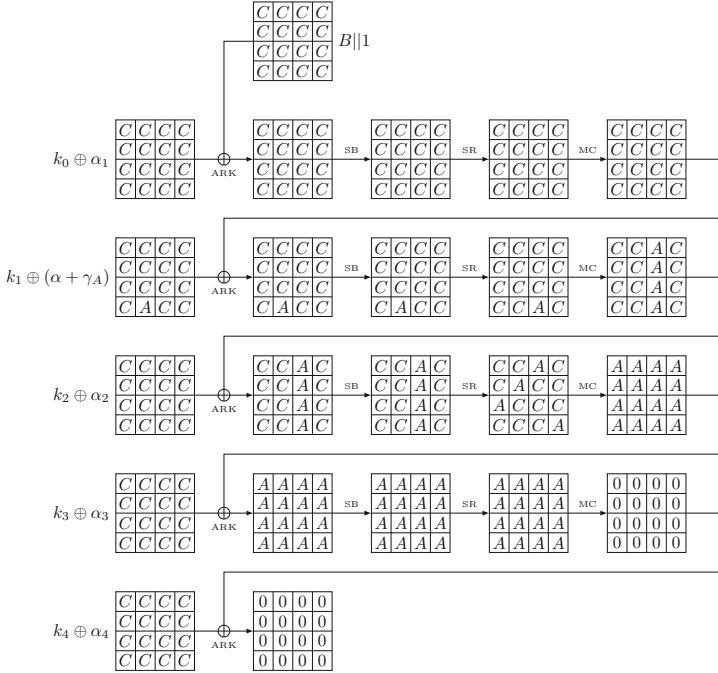 C C C C
C C C C
C C C C
C C C C
B||1
k₀ ⊕ α₁
C C C C
C C C C
C C C C
C C C C
ARK
C C C C
C C C C
C C C C
C C C C
SB
C C C C
C C C C
C C C C
C C C C
SR
C C C C
C C C C
C C C C
C C C C
MC
C C C C
C C C C
C C C C
C C C C
k₁ ⊕ (α + γ_A)
C C C C
C C C C
C C C C
C A C C
ARK
C C C C
C C C C
C C C C
C A C C
SB
C C C C
C C C C
C C C C
C A C C
SR
C C C C
C C C C
C C C C
C C A C
MC
C C A C
C C A C
C C A C
C C A C
k₂ ⊕ α₂
C C C C
C C C C
C C C C
C C C C
ARK
C C A C
C C A C
C C A C
C C A C
SB
C C A C
C C A C
C C A C
C C A C
SR
C C A C
C A C C
A C C C
C C C A
MC
A A A A
A A A A
A A A A
A A A A
k₃ ⊕ α₃
C C C C
C C C C
C C C C
C C C C
ARK
A A A A
A A A A
A A A A
A A A A
SB
A A A A
A A A A
A A A A
A A A A
SR
A A A A
A A A A
A A A A
A A A A
MC
0 0 0 0
0 0 0 0
0 0 0 0
0 0 0 0
k₄ ⊕ α₄
C C C C
C C C C
C C C C
C C C C
ARK
0 0 0 0
0 0 0 0
0 0 0 0
0 0 0 0